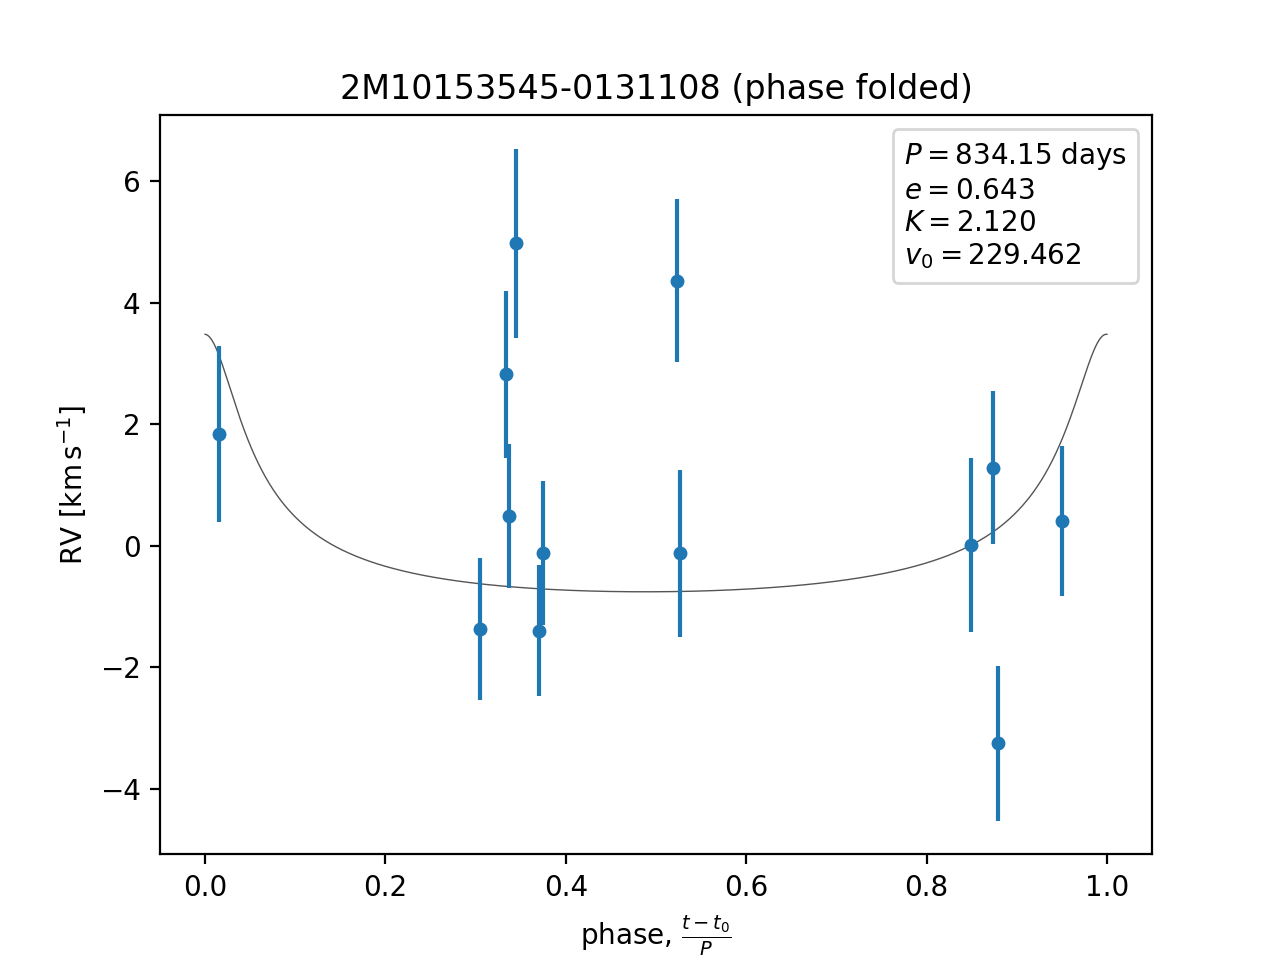 2M10153545-0131108 (phase folded)
P = 834.15 days
e = 0.643
K = 2.120
v₀ = 229.462
RV [km s⁻¹]
6
4
2
0
−2
−4
0.0 0.2 0.4 0.6 0.8 1.0
phase, (t − t₀)/P